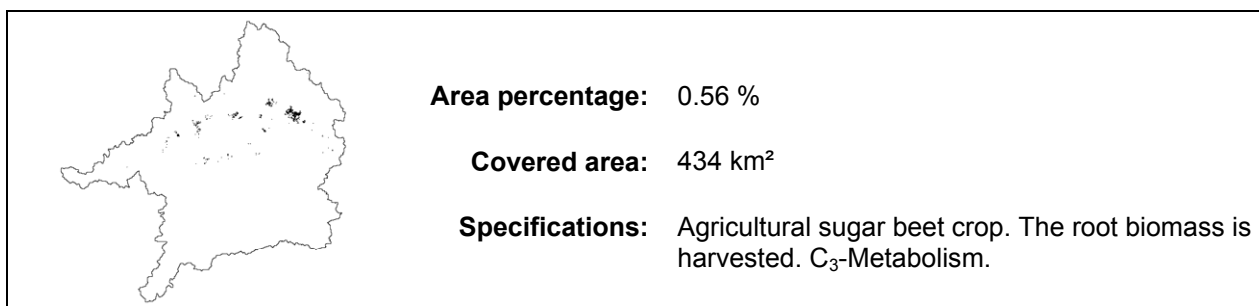 Area percentage: 0.56 %
Covered area: 434 km²
Specifications: Agricultural sugar beet crop. The root biomass is
harvested. C₃-Metabolism.